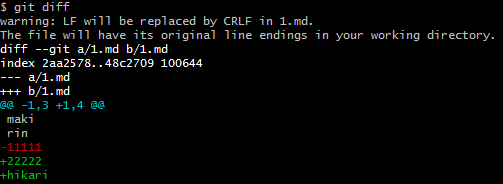 $ git diff
warning: LF will be replaced by CRLF in 1.md.
The file will have its original line endings in your working directory.
diff --git a/1.md b/1.md
index 2aa2578..48c2709 100644
--- a/1.md
+++ b/1.md
@@ -1,3 +1,4 @@
 maki
 rin
-11111
+22222
+hikari